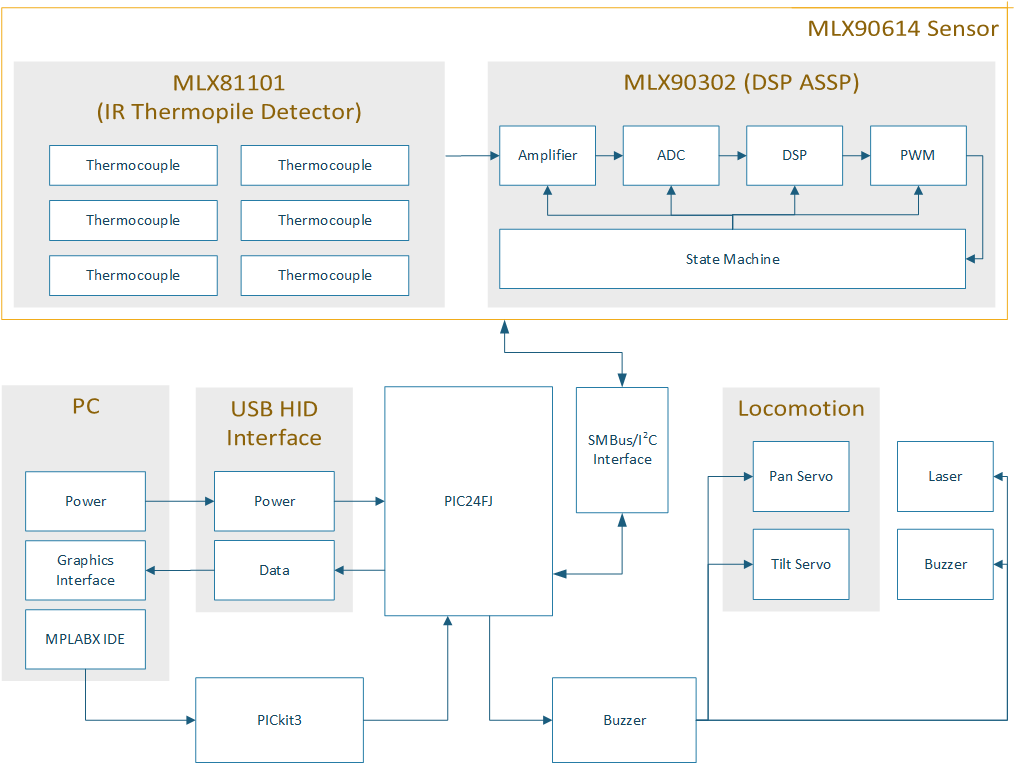 MLX90614 Sensor
MLX81101
(IR Thermopile Detector)
Thermocouple
Thermocouple
Thermocouple
Thermocouple
Thermocouple
Thermocouple
MLX90302 (DSP ASSP)
Amplifier
ADC
DSP
PWM
State Machine
PC
Power
Graphics
Interface
MPLABX IDE
USB HID
Interface
Power
Data
PIC24FJ
SMBus/I²C
Interface
Locomotion
Pan Servo
Tilt Servo
Laser
Buzzer
PICkit3
Buzzer